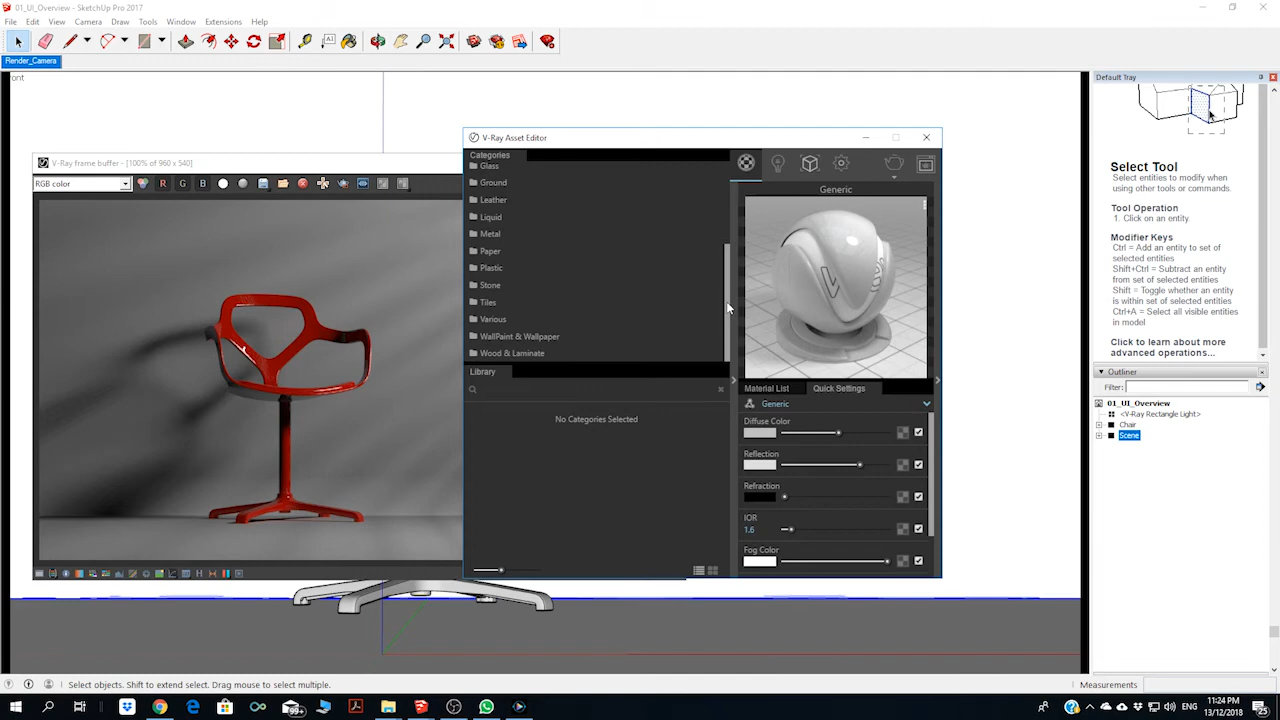 01_UI_Overview - SketchUp Pro 2017
File Edit View Camera Draw Tools Window Extensions Help
Render_Camera
ront
Default Tray
Select Tool
Select entities to modify when
using other tools or commands.
Tool Operation
1. Click on an entity.
Modifier Keys
Ctrl = Add an entity to set of
selected entities
Shift+Ctrl = Subtract an entity
from set of selected entities
Shift = Toggle whether an entity
is within set of selected entities
Ctrl+A = Select all visible entities
in model
Click to learn about more
advanced operations...
Outliner
Filter:
01_UI_Overview
<V-Ray Rectangle Light>
Chair
Scene
V-Ray frame buffer - [100% of 960 x 540]
RGB color
R G B
V-Ray Asset Editor
Categories
Glass
Ground
Leather
Liquid
Metal
Paper
Plastic
Stone
Tiles
Various
WallPaint & Wallpaper
Wood & Laminate
Library
No Categories Selected
Generic
Material List Quick Settings
Generic
Diffuse Color
Reflection
Refraction
IOR
1.6
Fog Color
Select objects. Shift to extend select. Drag mouse to select multiple.
Measurements
11:24 PM
13/12/2018